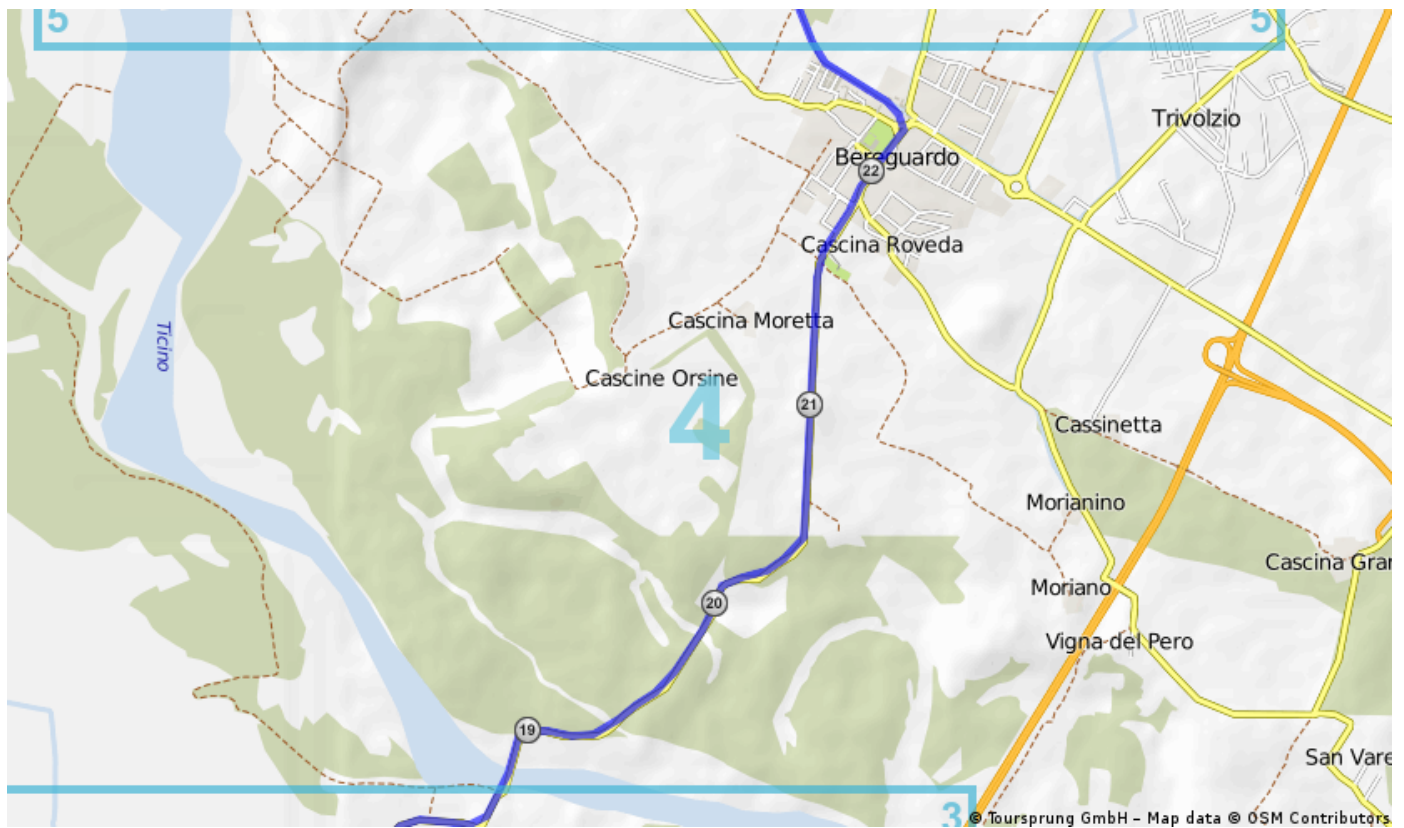 5
5
Trivolzio
Bereguardo
22
Cascina Roveda
Cascina Moretta
Ticino
Cascine Orsine
4
21
Cassinetta
Morianino
Cascina Gran
Moriano
20
Vigna del Pero
19
San Vare
3
© Toursprung GmbH – Map data © OSM Contributors